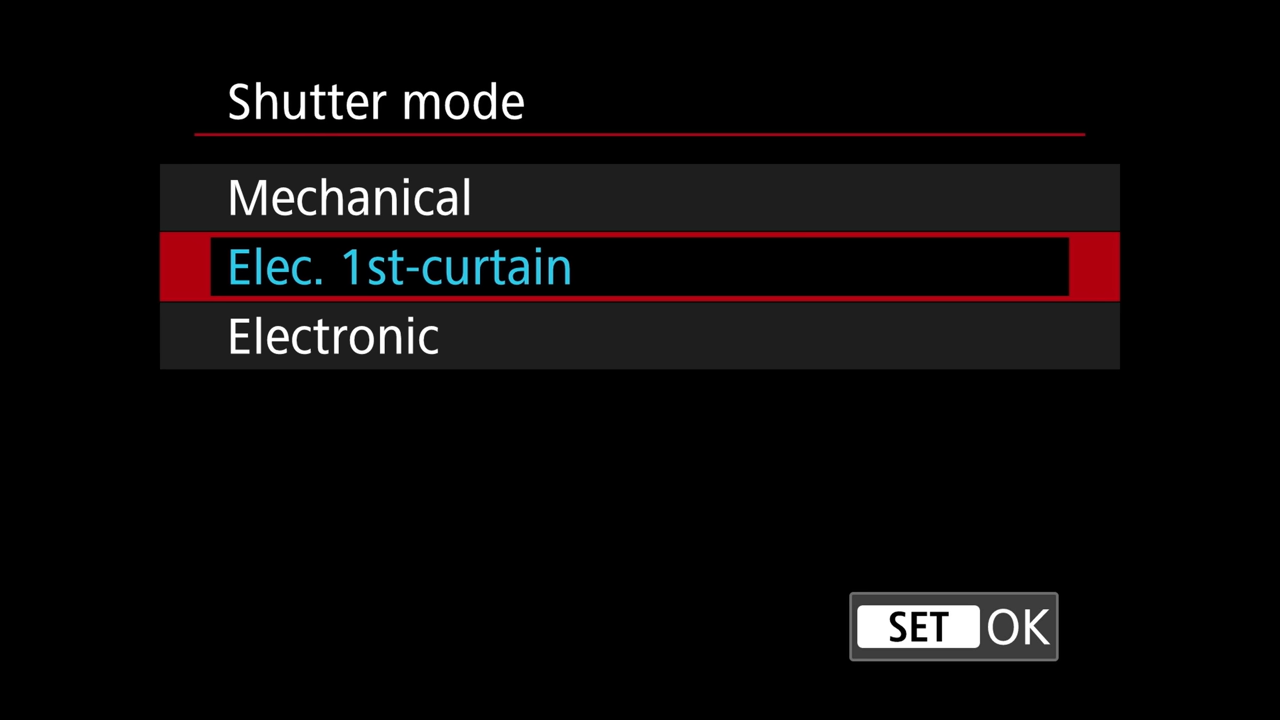 Shutter mode
Mechanical
Elec. 1st-curtain
Electronic
SET OK